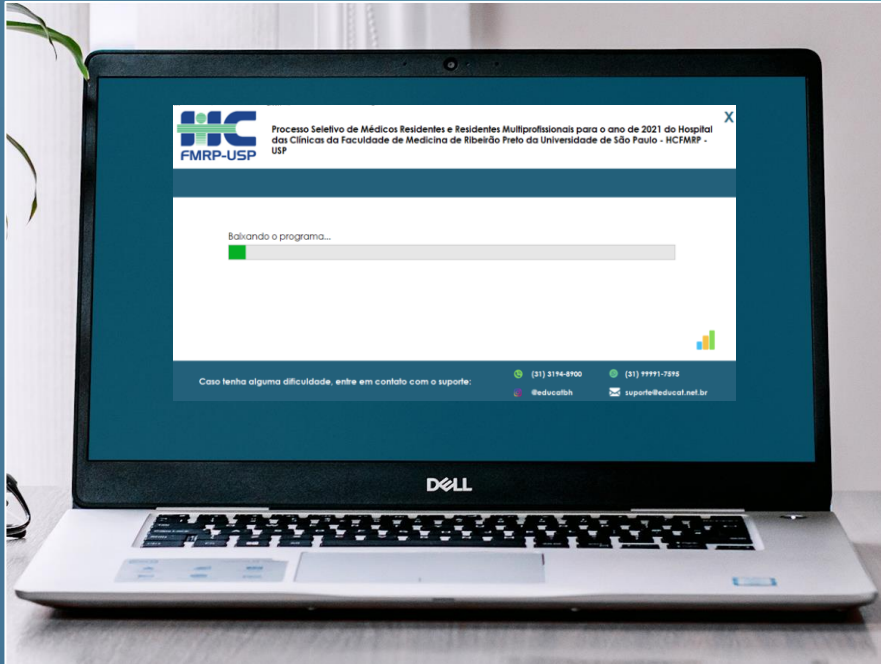 HC
FMRP-USP
Processo Seletivo de Médicos Residentes e Residentes Multiprofissionais para o ano de 2021 do Hospital
das Clínicas da Faculdade de Medicina de Ribeirão Preto da Universidade de São Paulo - HCFMRP -
USP
X
Baixando o programa...
Caso tenha alguma dificuldade, entre em contato com o suporte:
(31) 3194-8900
(31) 99991-7595
@educatbh
suporte@educat.net.br
DELL